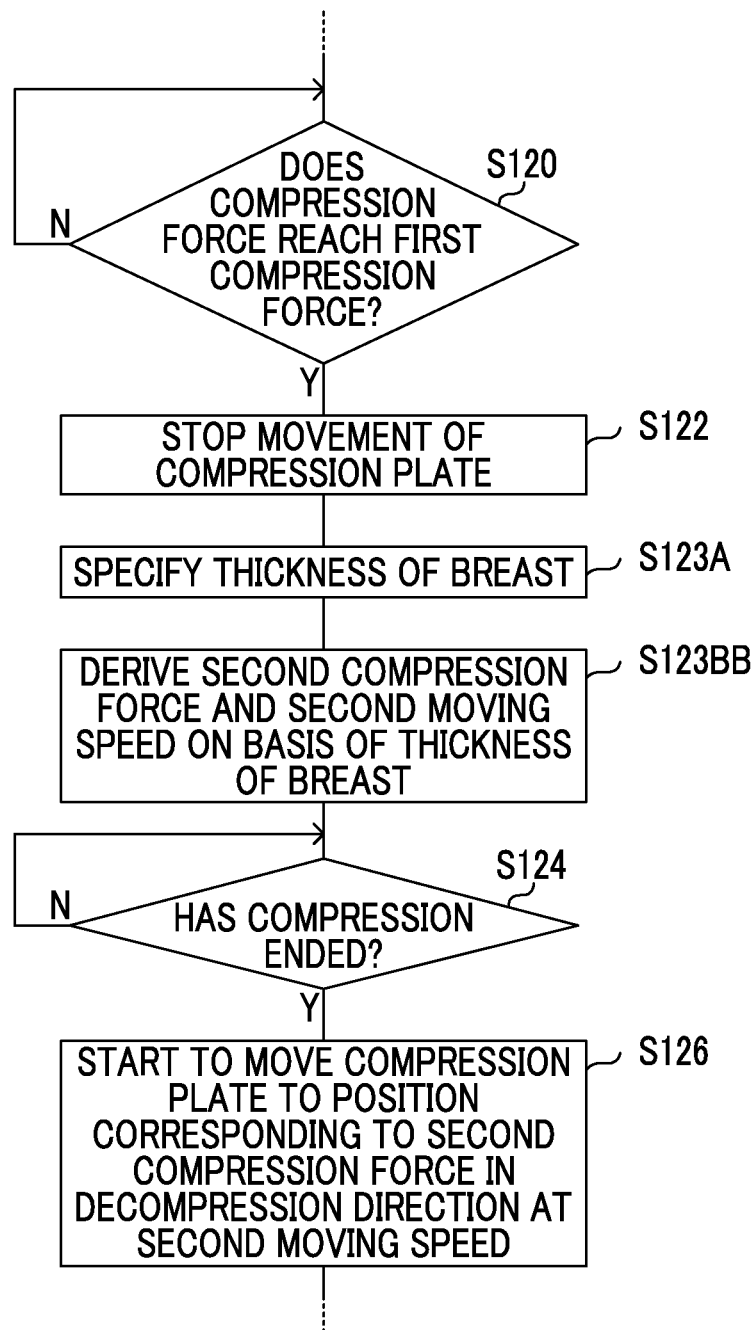 DOES
COMPRESSION
FORCE REACH FIRST
COMPRESSION
FORCE?
S120
N
Y
STOP MOVEMENT OF
COMPRESSION PLATE
S122
SPECIFY THICKNESS OF BREAST
S123A
DERIVE SECOND COMPRESSION
FORCE AND SECOND MOVING
SPEED ON BASIS OF THICKNESS
OF BREAST
S123BB
HAS COMPRESSION
ENDED?
S124
N
Y
START TO MOVE COMPRESSION
PLATE TO POSITION
CORRESPONDING TO SECOND
COMPRESSION FORCE IN
DECOMPRESSION DIRECTION AT
SECOND MOVING SPEED
S126